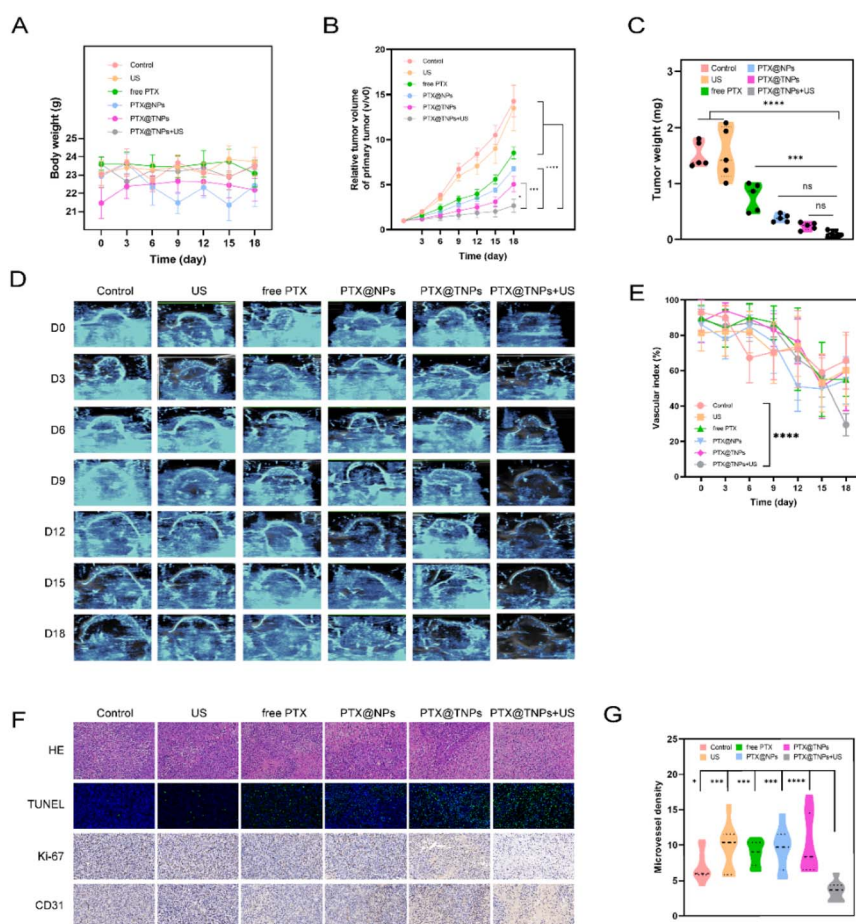 A
Body weight (g)
24
23
22
21
0 3 6 9 12 15 18
Time (day)
Control
US
free PTX
PTX@NPs
PTX@TNPs
PTX@TNPs+US
B
Relative tumor volume
of primary tumor (v/v0)
20
15
10
5
0
3 6 9 12 15 18
Time (day)
Control
US
free PTX
PTX@NPs
PTX@TNPs
PTX@TNPs+US
****
***
*
C
Tumor weight (mg)
3
2
1
0
Control PTX@NPs
US PTX@TNPs
free PTX PTX@TNPs+US
****
***
ns
ns
D
Control US free PTX PTX@NPs PTX@TNPs PTX@TNPs+US
D0
D3
D6
D9
D12
D15
D18
E
Vascular index (%)
100
80
60
40
20
0
0 3 6 9 12 15 18
Time (day)
Control
US
free PTX
PTX@NPs
PTX@TNPs
PTX@TNPs+US
****
F
Control US free PTX PTX@NPs PTX@TNPs PTX@TNPs+US
HE
TUNEL
Ki-67
CD31
G
Microvessel density
25
20
15
10
5
0
Control free PTX PTX@TNPs
US PTX@NPs PTX@TNPs+US
* *** *** *** ****